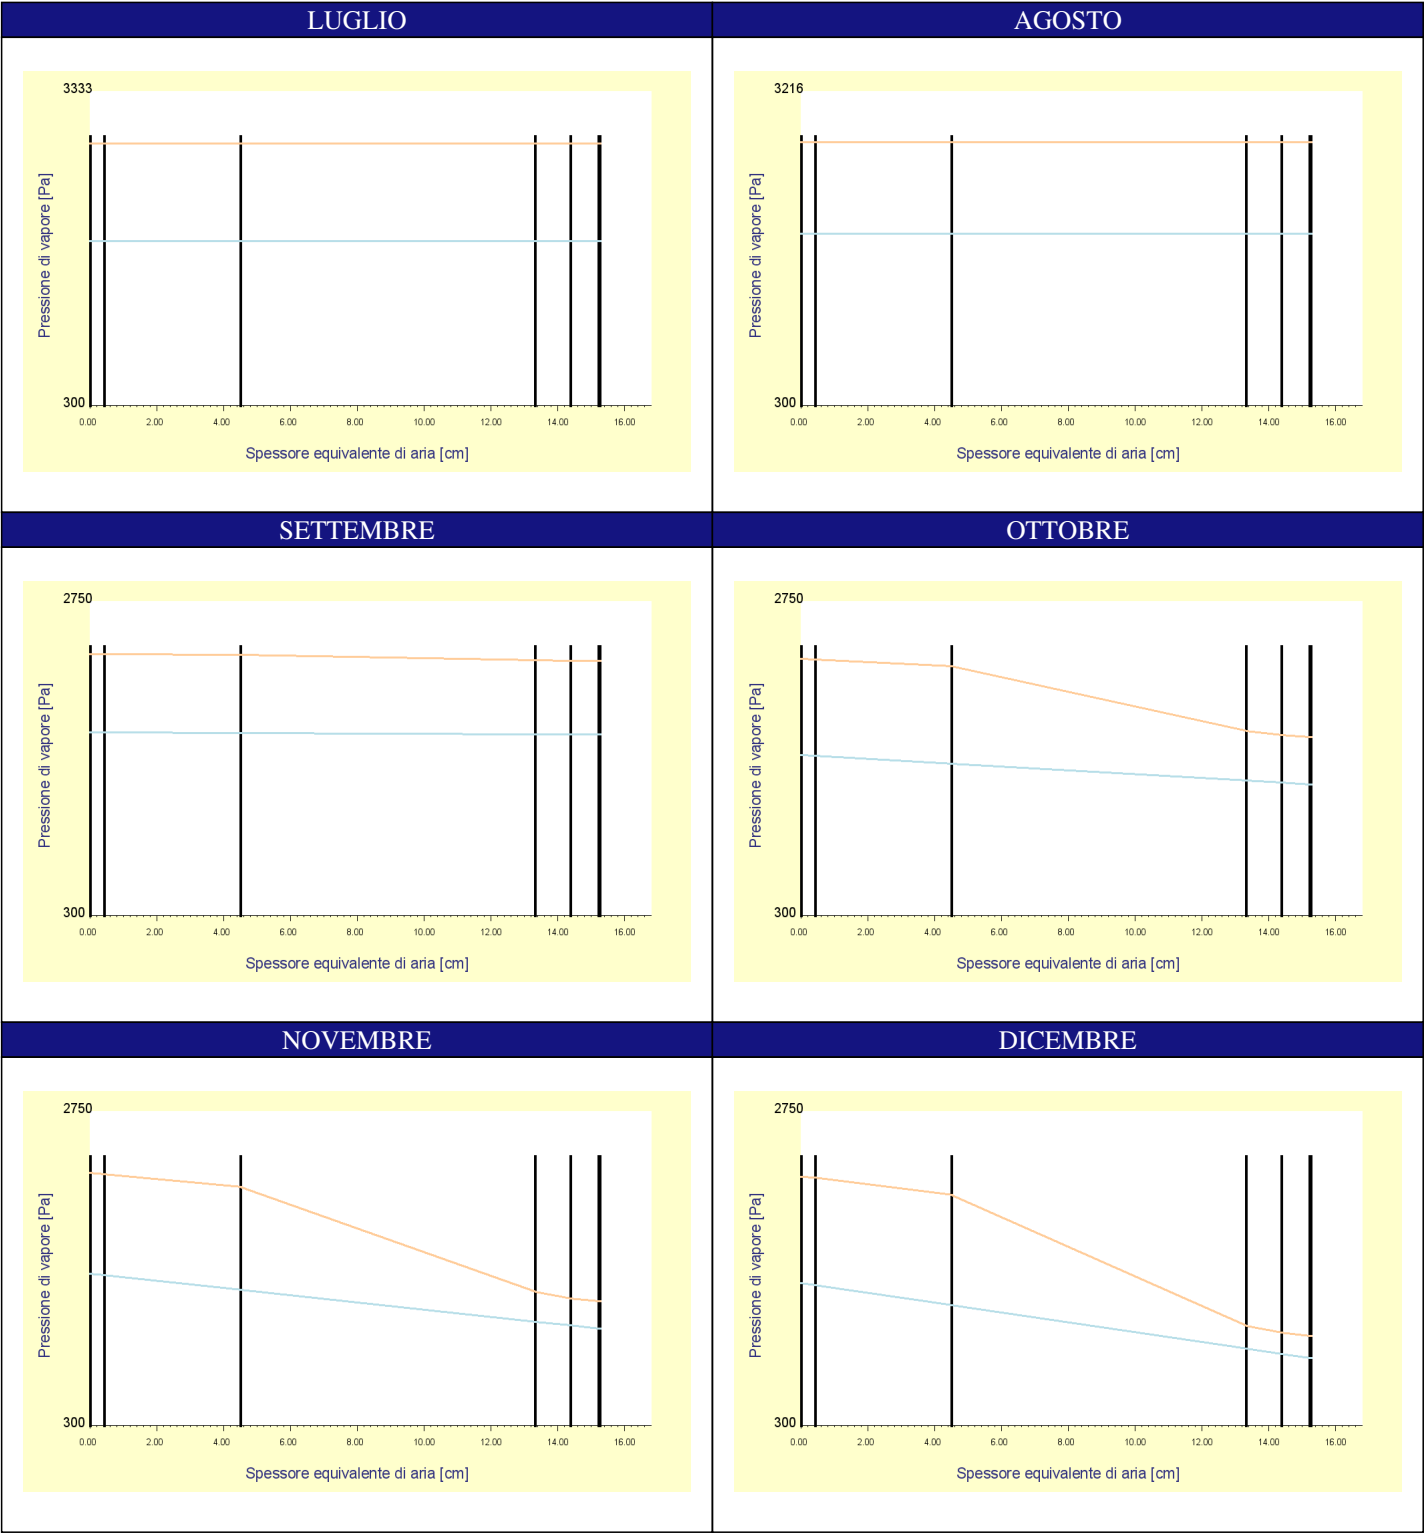 LUGLIO
3333
Pressione di vapore [Pa]
300
0.00 2.00 4.00 6.00 8.00 10.00 12.00 14.00 16.00
Spessore equivalente di aria [cm]
AGOSTO
3216
Pressione di vapore [Pa]
300
0.00 2.00 4.00 6.00 8.00 10.00 12.00 14.00 16.00
Spessore equivalente di aria [cm]
SETTEMBRE
2750
Pressione di vapore [Pa]
300
0.00 2.00 4.00 6.00 8.00 10.00 12.00 14.00 16.00
Spessore equivalente di aria [cm]
OTTOBRE
2750
Pressione di vapore [Pa]
300
0.00 2.00 4.00 6.00 8.00 10.00 12.00 14.00 16.00
Spessore equivalente di aria [cm]
NOVEMBRE
2750
Pressione di vapore [Pa]
300
0.00 2.00 4.00 6.00 8.00 10.00 12.00 14.00 16.00
Spessore equivalente di aria [cm]
DICEMBRE
2750
Pressione di vapore [Pa]
300
0.00 2.00 4.00 6.00 8.00 10.00 12.00 14.00 16.00
Spessore equivalente di aria [cm]